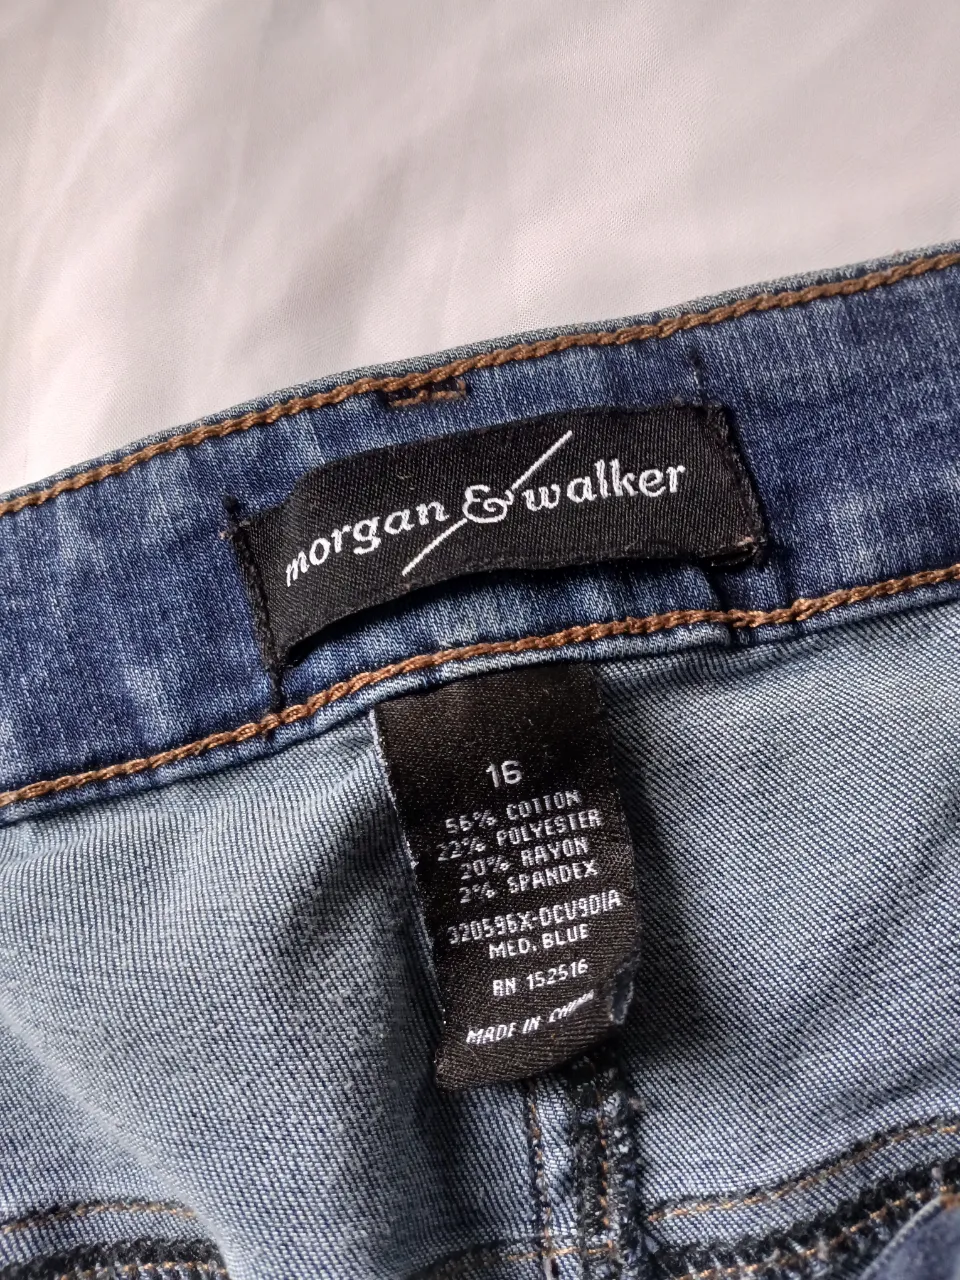 morgan & walker
16
56% COTTON
22% POLYESTER
20% RAYON
2% SPANDEX
320596X-DCV9DIA
MED. BLUE
RN 152516
MADE IN CHINA